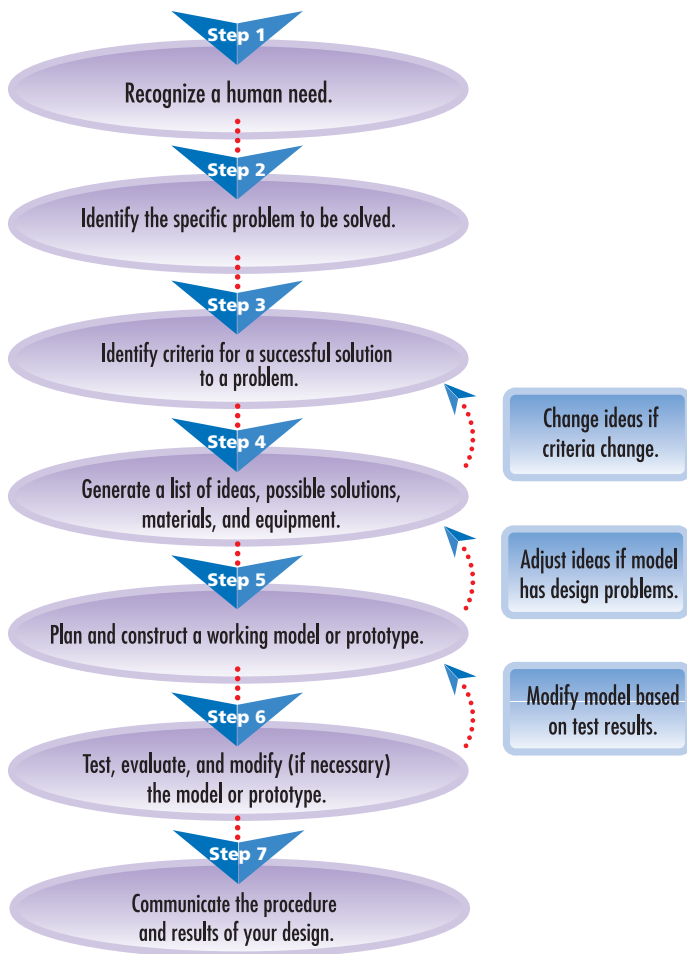 Step 1
Recognize a human need.
Step 2
Identify the specific problem to be solved.
Step 3
Identify criteria for a successful solution
to a problem.
Change ideas if
criteria change.
Step 4
Generate a list of ideas, possible solutions,
materials, and equipment.
Adjust ideas if model
has design problems.
Step 5
Plan and construct a working model or prototype.
Modify model based
on test results.
Step 6
Test, evaluate, and modify (if necessary)
the model or prototype.
Step 7
Communicate the procedure
and results of your design.